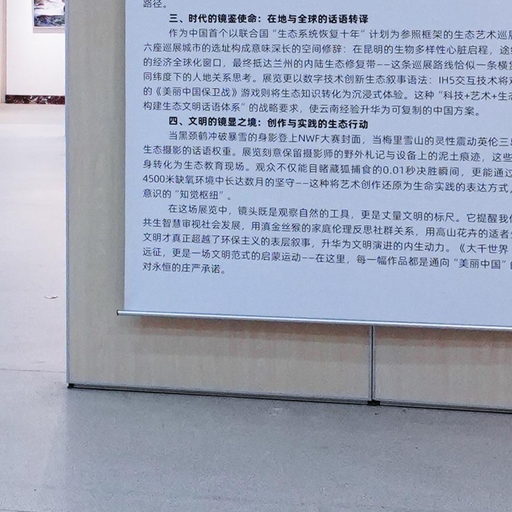 路径。
三、时代的镜鉴使命：在地与全球的话语转译
作为中国首个以联合国“生态系统恢复十年”计划为参照框架的生态艺术巡展
六座巡展城市的选址构成意味深长的空间修辞：在昆明的生物多样性心脏启程，途经
的经济全球化窗口，最终抵达兰州的内陆生态修复带——这条巡展路线恰似一条横
同纬度下的人地关系思考。展览更以数字技术创新生态叙事语法：IH5交互技术将
的《美丽中国保卫战》游戏则将生态知识转化为沉浸式体验。这种“科技+艺术+生态
构建生态文明话语体系”的战略要求，使云南经验升华为可复制的中国方案。
四、文明的镜显之境：创作与实践的生态行动
当黑颈鹤冲破暴雪的身影登上NWF大赛封面，当梅里雪山的灵性震动英伦三
生态摄影的话语权重。展览刻意保留摄影师的野外札记与设备上的泥土痕迹，这些
身转化为生态教育现场。观众不仅能目睹藏狐捕食的0.01秒决胜瞬间，更能通过
4500米缺氧环境中长达数月的坚守——这种将艺术创作还原为生命实践的表达方式，
意识的“知觉枢纽”。
在这场展览中，镜头既是观察自然的工具，更是丈量文明的标尺。它提醒我们
共生智慧审视社会发展，用滇金丝猴的家庭伦理反思社群关系，用高山花卉的适者
文明才真正超越了环保主义的表层叙事，升华为文明演进的内生动力。《大千世界
远征，更是一场文明范式的启蒙运动——在这里，每一幅作品都是通向“美丽中国”
对永恒的庄严承诺。